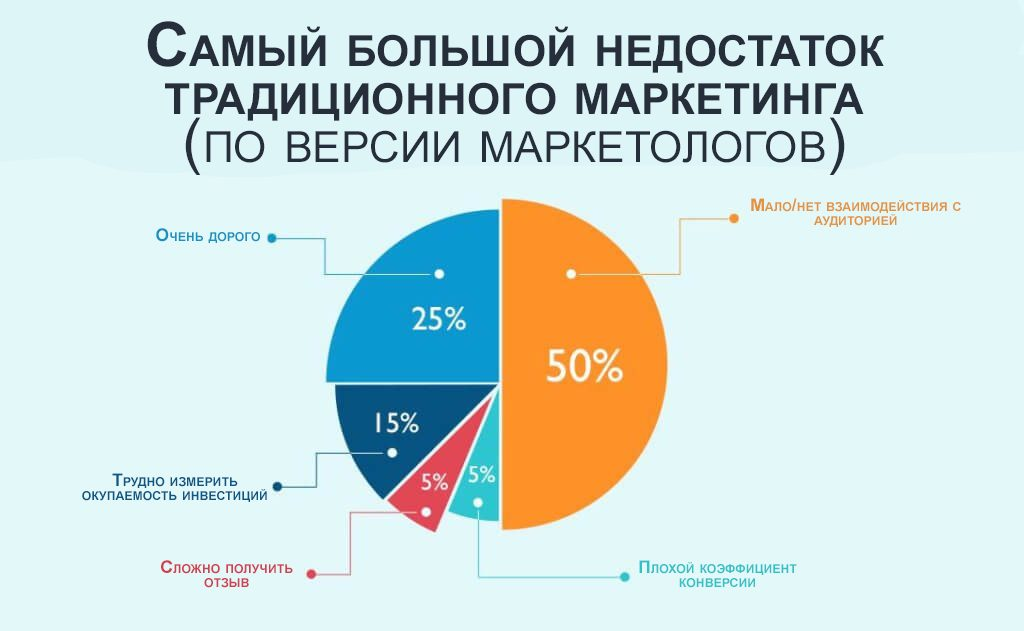 Самый большой недостаток
традиционного маркетинга
(по версии маркетологов)
Мало/нет взаимодействия с
аудиторией
Очень дорого
25%
50%
15%
5%
5%
Трудно измерить
окупаемость инвестиций
Сложно получить
отзыв
Плохой коэффициент
конверсии